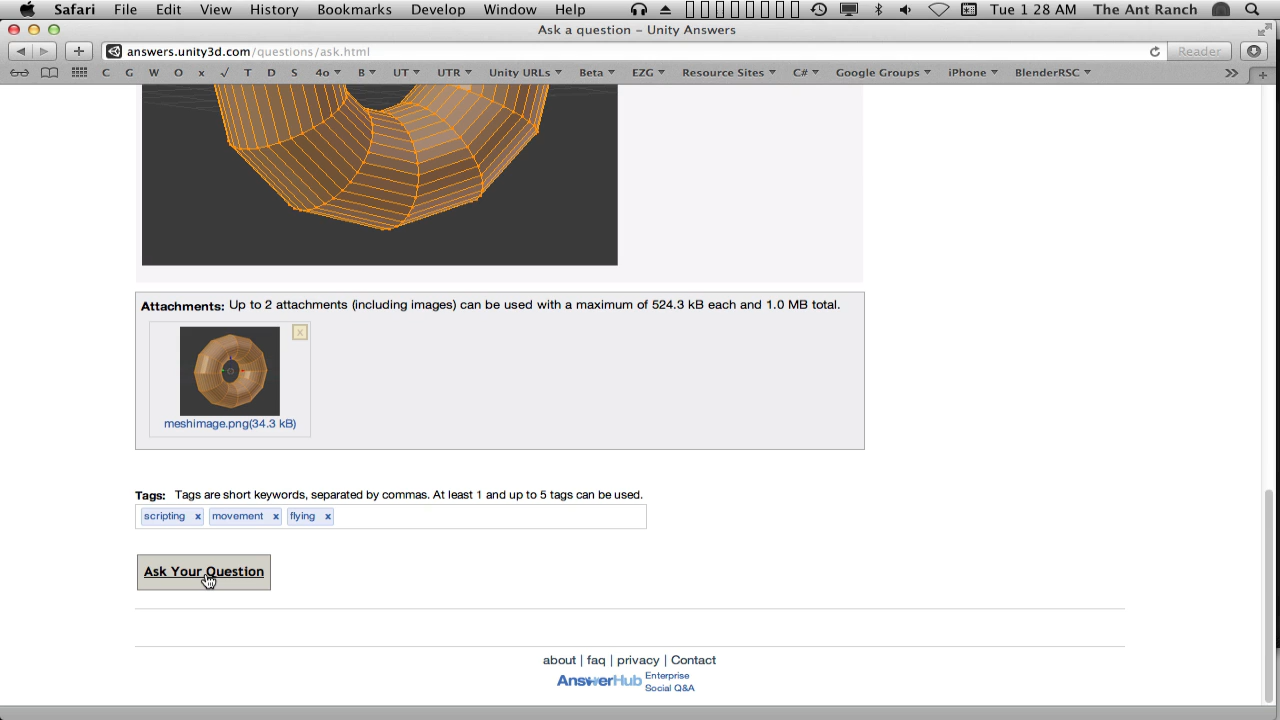 Safari File Edit View History Bookmarks Develop Window Help Tue 1 28 AM The Ant Ranch
Ask a question – Unity Answers
answers.unity3d.com/questions/ask.html Reader
C G W O x √ T D S 4o B UT UTR Unity URLs Beta EZG Resource Sites C# Google Groups iPhone BlenderRSC
Attachments: Up to 2 attachments (including images) can be used with a maximum of 524.3 kB each and 1.0 MB total.
x
meshimage.png(34.3 kB)
Tags: Tags are short keywords, separated by commas. At least 1 and up to 5 tags can be used.
scripting x movement x flying x
Ask Your Question
about | faq | privacy | Contact
AnswerHub Enterprise
Social Q&A